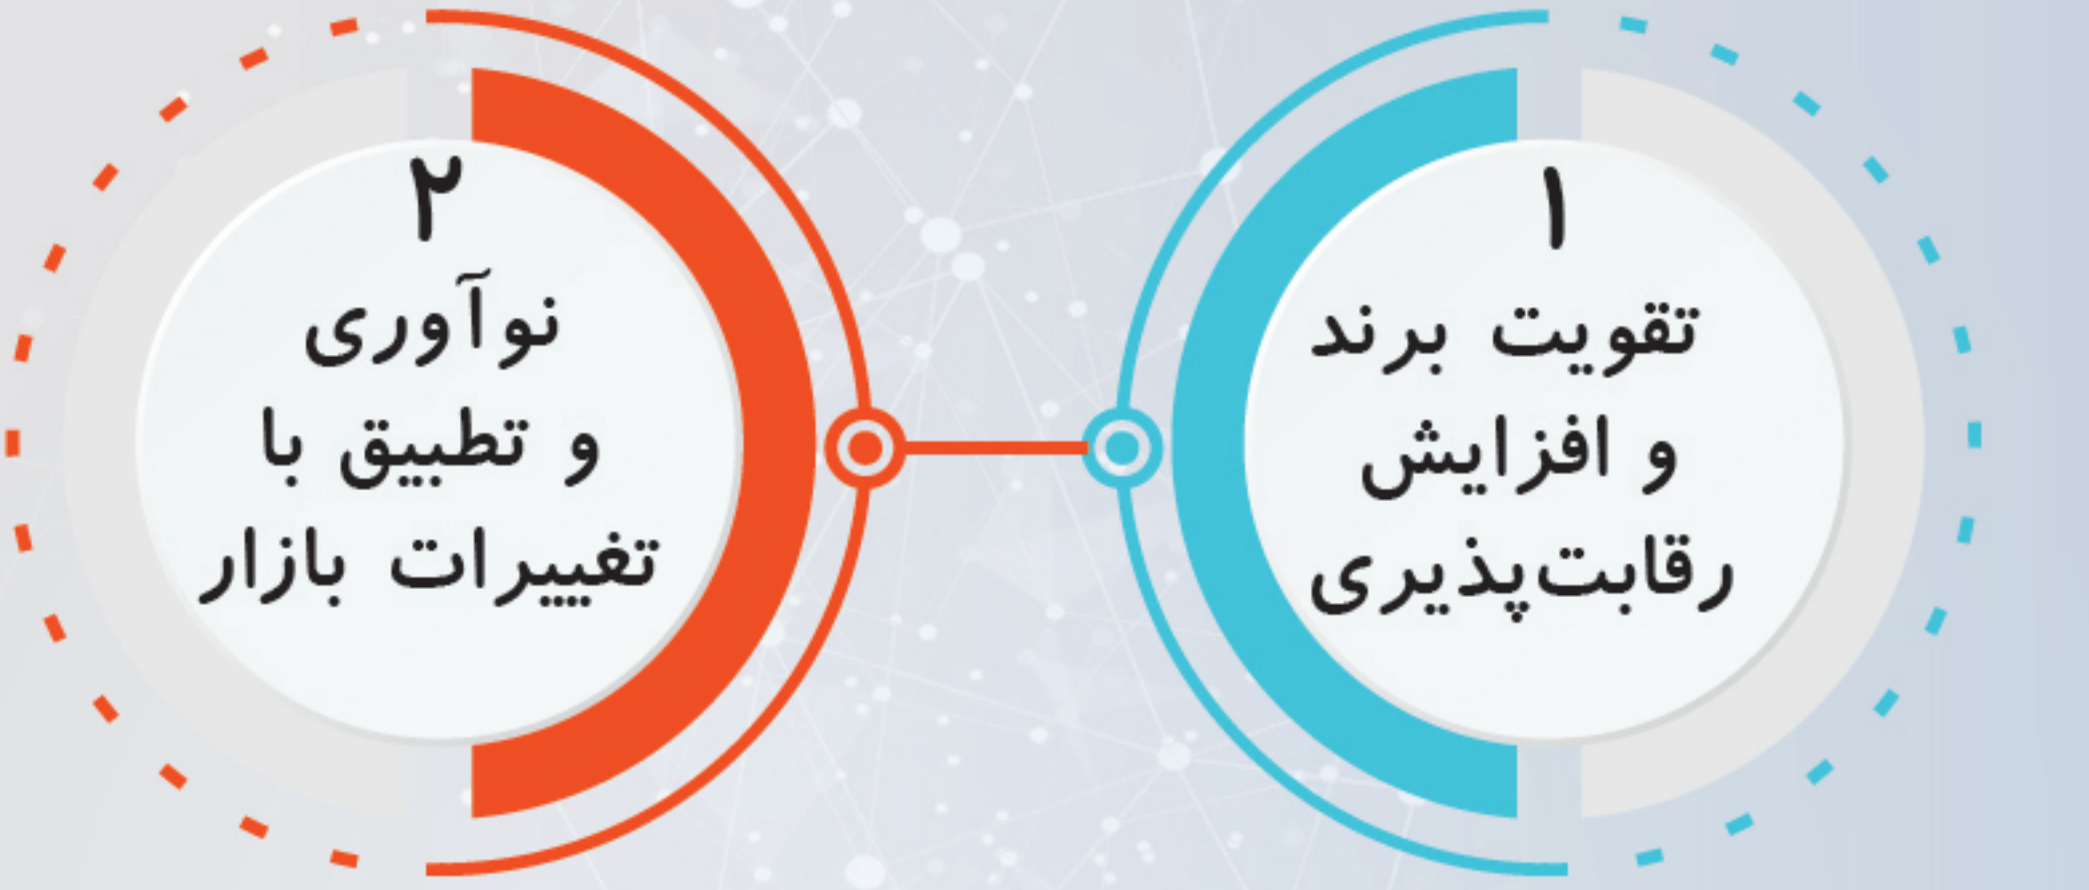 ۱
تقویت برند
و افزایش
رقابت‌پذیری
۲
نوآوری
و تطبیق با
تغییرات بازار